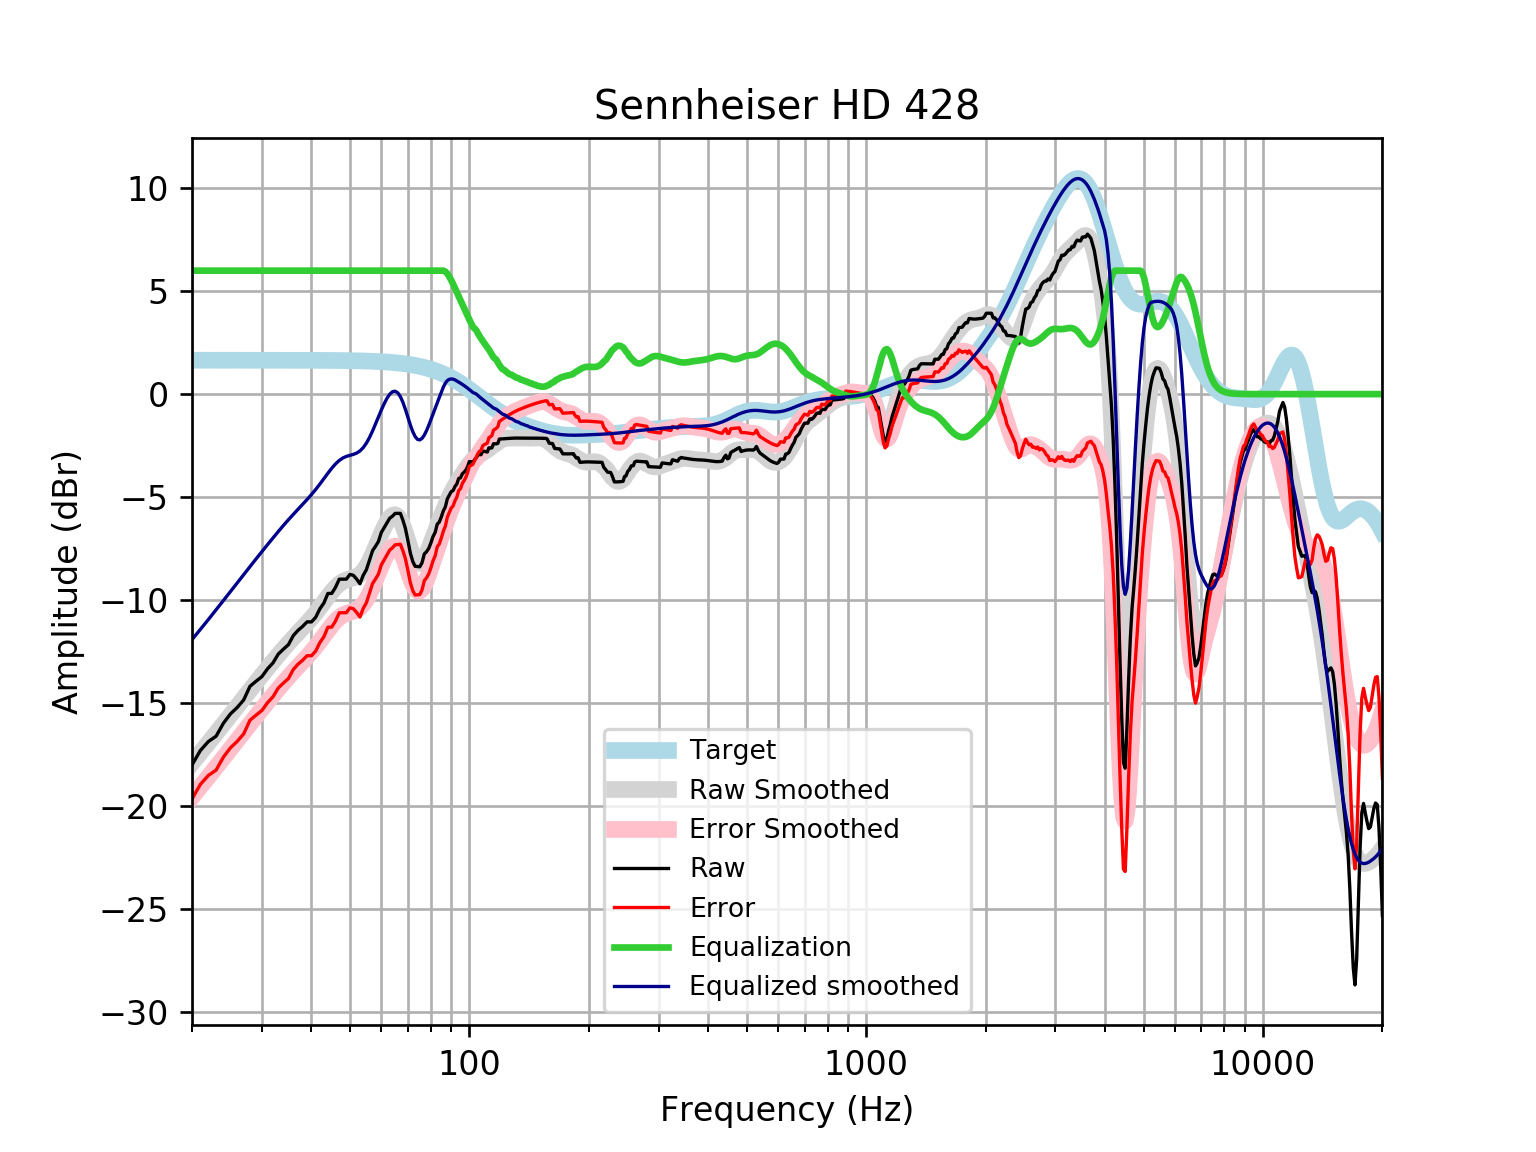 Sennheiser HD 428
10
5
0
−5
−10
−15
−20
−25
−30
Amplitude (dBr)
Target
Raw Smoothed
Error Smoothed
Raw
Error
Equalization
Equalized smoothed
100 1000 10000
Frequency (Hz)